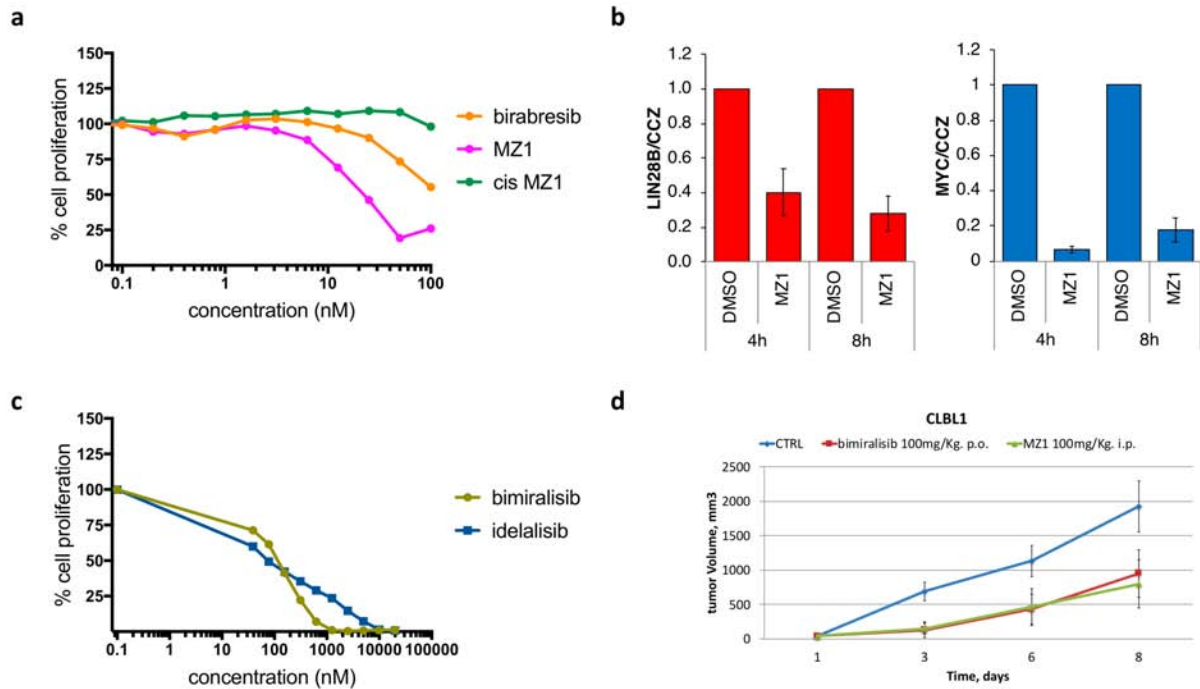 a
150
125
100
75
50
25
0
% cell proliferation
0.1 1 10 100
concentration (nM)
birabresib
MZ1
cis MZ1
b
1.2
1.0
0.8
0.6
0.4
0.2
0.0
LIN28B/CCZ
DMSO MZ1 DMSO MZ1
4h 8h
1.2
1
0.8
0.6
0.4
0.2
0
MYC/CCZ
DMSO MZ1 DMSO MZ1
4h 8h
c
150
125
100
75
50
25
% cell proliferation
0.1 1 10 100 1000 10000 100000
concentration (nM)
bimiralisib
idelalisib
d
CLBL1
CTRL bimiralisib 100mg/Kg. p.o. MZ1 100mg/Kg. i.p.
2500
2000
1500
1000
500
0
tumor Volume, mm3
1 3 6 8
Time, days